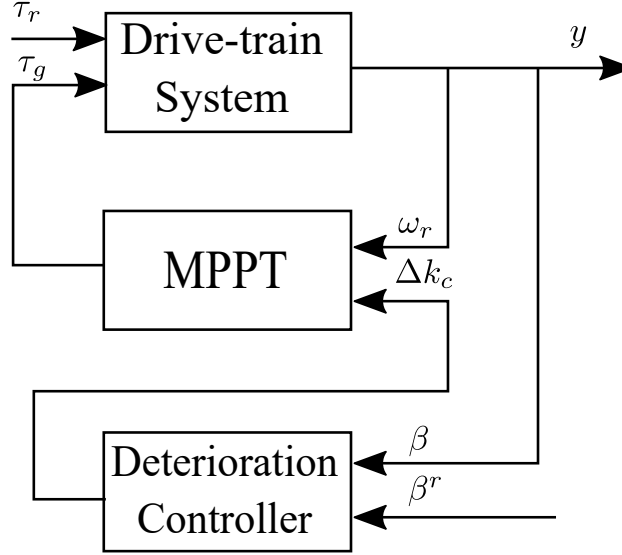 τ_r
Drive-train
System
τ_g
y
MPPT
ω_r
Δk_c
Deterioration
Controller
β
β^r